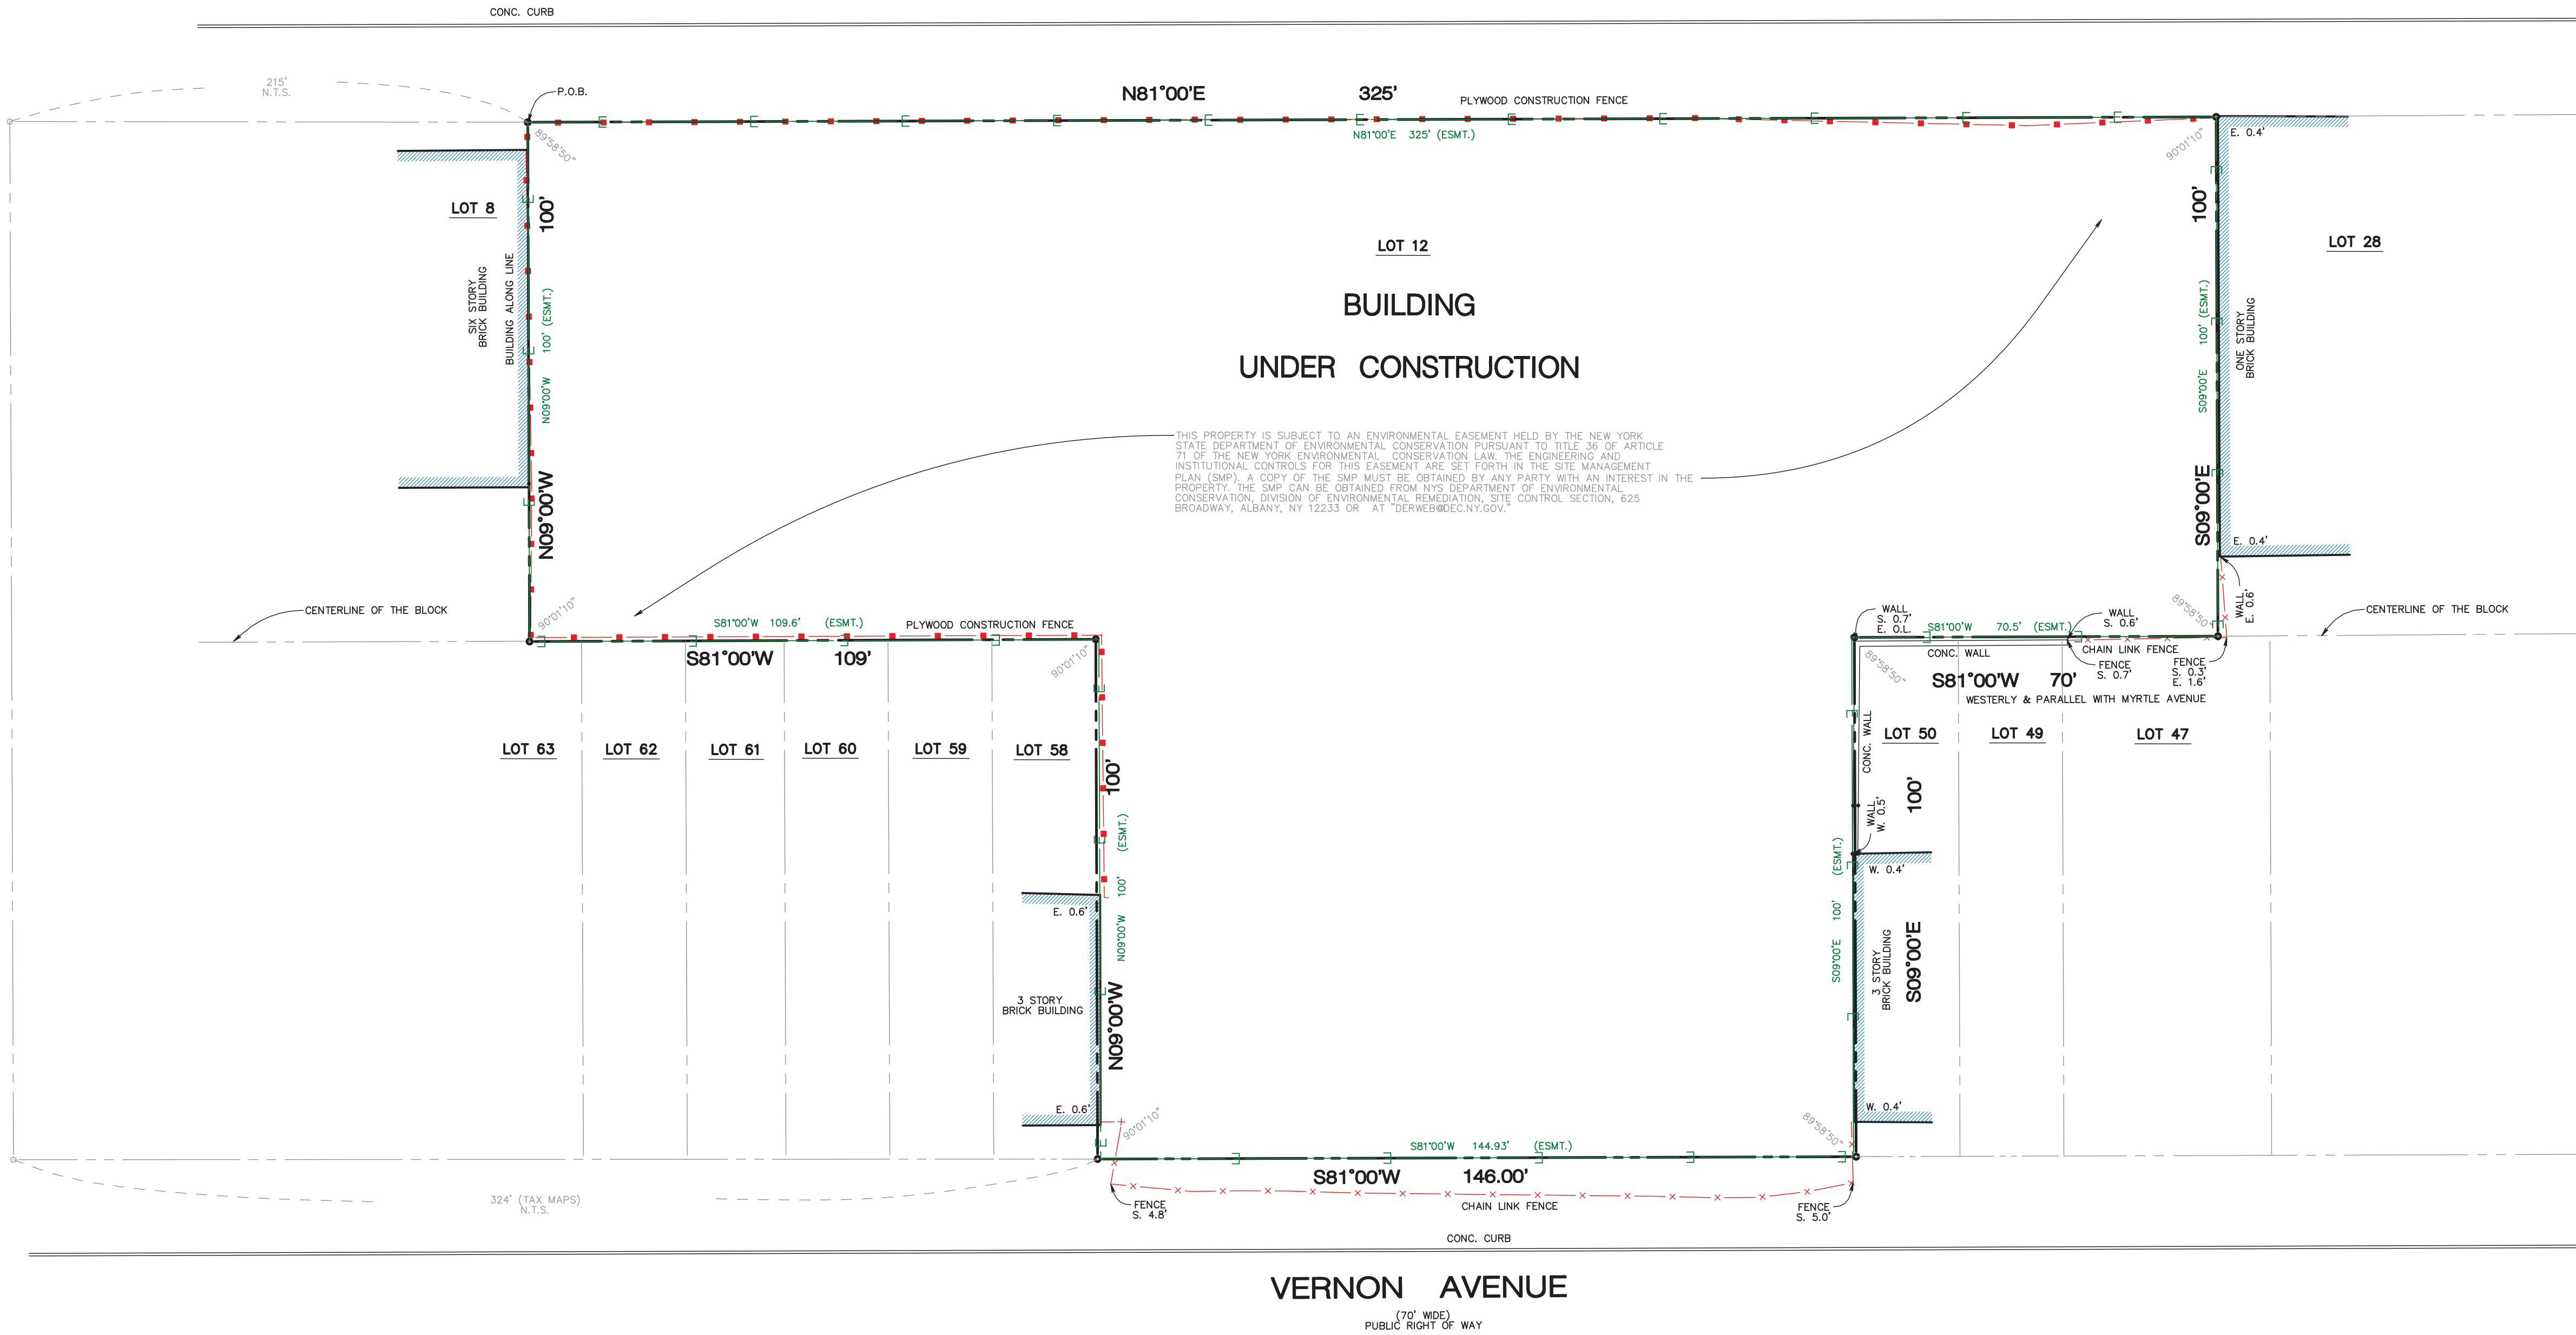 CONC. CURB
215'
N.T.S.
P.O.B.
N81°00'E 325'
PLYWOOD CONSTRUCTION FENCE
N81°00'E 325' (ESMT.)
89°58'50"
90°01'10"
E. 0.4'
LOT 8
100'
SIX STORY
BRICK BUILDING
BUILDING ALONG LINE
N09°00'W 100' (ESMT.)
N09°00'W
LOT 12
BUILDING
UNDER CONSTRUCTION
100'
S09°00'E 100' (ESMT.)
S09°00'E
LOT 28
ONE STORY
BRICK BUILDING
E. 0.4'
THIS PROPERTY IS SUBJECT TO AN ENVIRONMENTAL EASEMENT HELD BY THE NEW YORK
STATE DEPARTMENT OF ENVIRONMENTAL CONSERVATION PURSUANT TO TITLE 36 OF ARTICLE
71 OF THE NEW YORK ENVIRONMENTAL CONSERVATION LAW. THE ENGINEERING AND
INSTITUTIONAL CONTROLS FOR THIS EASEMENT ARE SET FORTH IN THE SITE MANAGEMENT
PLAN (SMP). A COPY OF THE SMP MUST BE OBTAINED BY ANY PARTY WITH AN INTEREST IN THE
PROPERTY. THE SMP CAN BE OBTAINED FROM NYS DEPARTMENT OF ENVIRONMENTAL
CONSERVATION, DIVISION OF ENVIRONMENTAL REMEDIATION, SITE CONTROL SECTION, 625
BROADWAY, ALBANY, NY 12233 OR AT "DERWEB@DEC.NY.GOV."
CENTERLINE OF THE BLOCK
90°01'10"
S81°00'W 109.6' (ESMT.)
PLYWOOD CONSTRUCTION FENCE
S81°00'W 109'
90°01'10"
WALL
S. 0.7'
E. O.L.
S81°00'W 70.5' (ESMT.)
WALL
S. 0.6'
89°58'50"
WALL
E. 0.6'
CENTERLINE OF THE BLOCK
CONC. WALL
CHAIN LINK FENCE
89°58'50"
FENCE
S. 0.7'
FENCE
S. 0.3'
E. 1.6'
S81°00'W 70'
WESTERLY & PARALLEL WITH MYRTLE AVENUE
LOT 63
LOT 62
LOT 61
LOT 60
LOT 59
LOT 58
LOT 50
LOT 49
LOT 47
100'
N09°00'W 100' (ESMT.)
N09°00'W
CONC. WALL
100'
WALL
W. 0.5'
S09°00'E 100' (ESMT.)
W. 0.4'
E. 0.6'
3 STORY
BRICK BUILDING
3 STORY
BRICK BUILDING
S09°00'E
E. 0.6'
W. 0.4'
90°01'10"
89°58'50"
S81°00'W 144.93' (ESMT.)
S81°00'W 146.00'
324' (TAX MAPS)
N.T.S.
FENCE
S. 4.8'
CHAIN LINK FENCE
FENCE
S. 5.0'
CONC. CURB
VERNON AVENUE
(70' WIDE)
PUBLIC RIGHT OF WAY